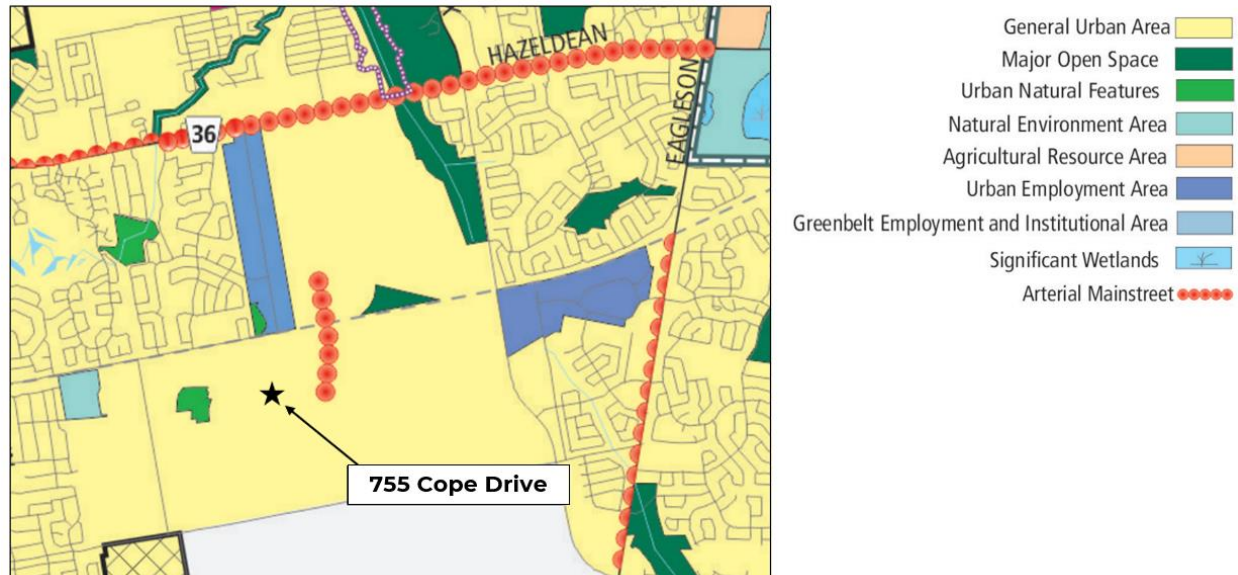 HAZELDEAN
EAGLESON
36
755 Cope Drive
General Urban Area
Major Open Space
Urban Natural Features
Natural Environment Area
Agricultural Resource Area
Urban Employment Area
Greenbelt Employment and Institutional Area
Significant Wetlands
Arterial Mainstreet